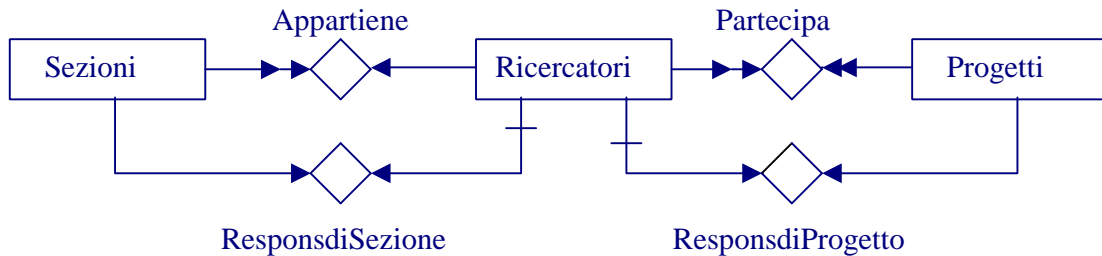 Appartiene
Partecipa
Sezioni
Ricercatori
Progetti
ResponsdiSezione
ResponsdiProgetto